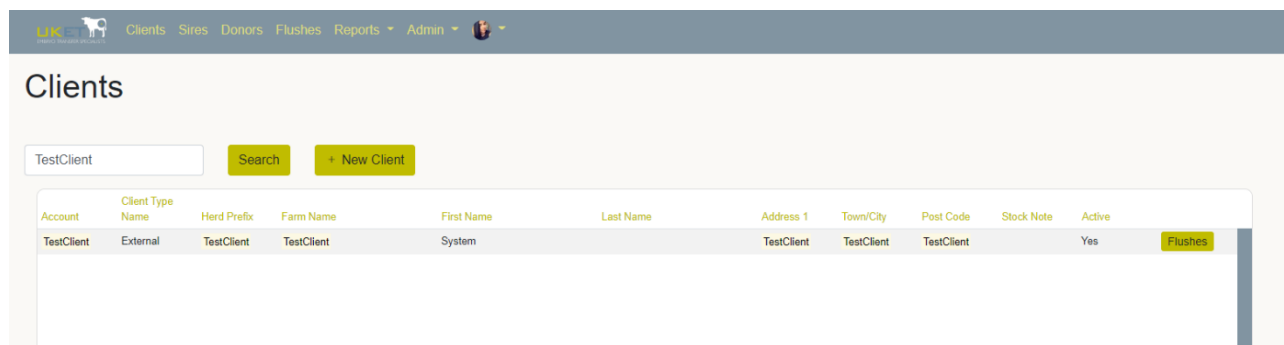 UKET
Clients Sires Donors Flushes Reports Admin
Clients
TestClient Search + New Client
Account Client Type Name Herd Prefix Farm Name First Name Last Name Address 1 Town/City Post Code Stock Note Active
TestClient External TestClient TestClient System TestClient TestClient TestClient Yes Flushes